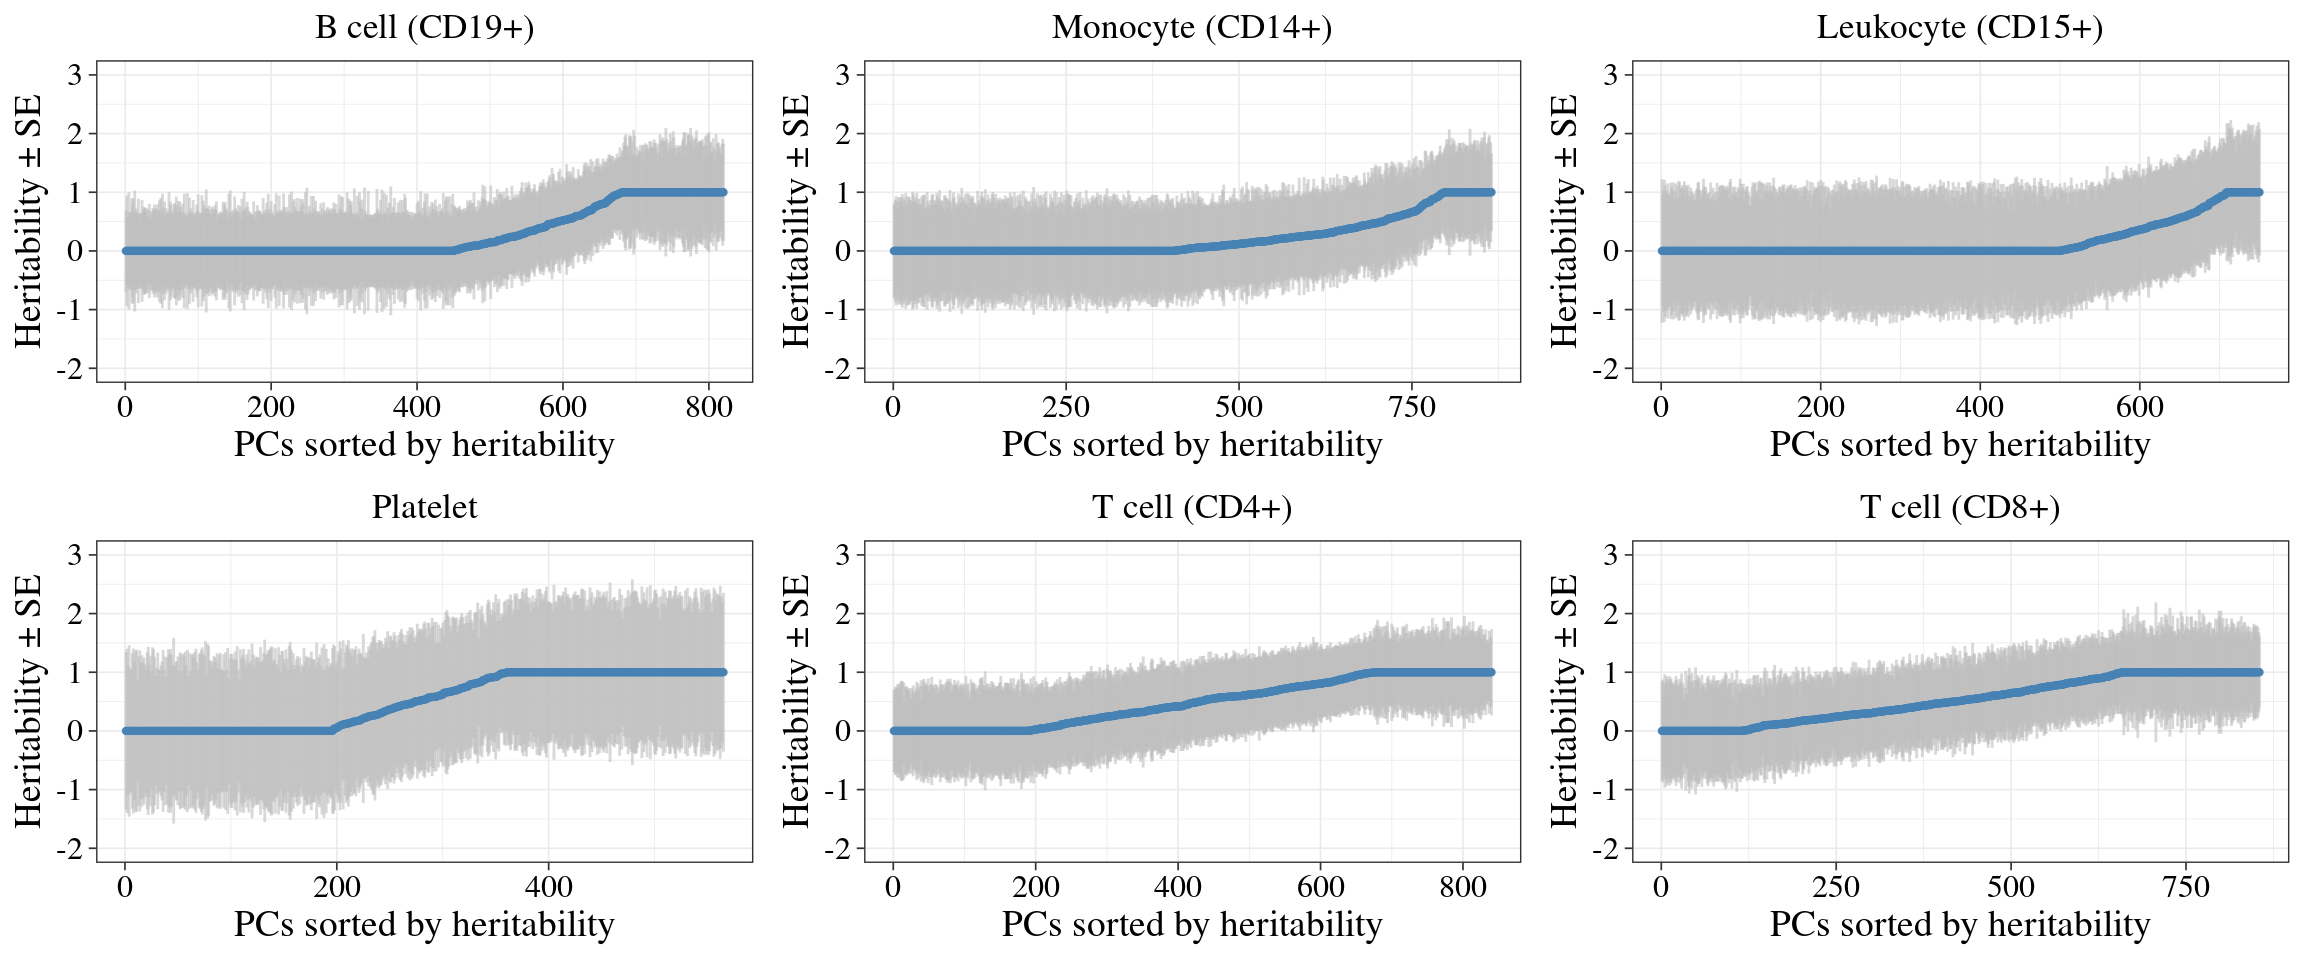 B cell (CD19+)
Monocyte (CD14+)
Leukocyte (CD15+)
Heritability ± SE
3
2
1
0
-1
-2
0 200 400 600 800
PCs sorted by heritability
Heritability ± SE
3
2
1
0
-1
-2
0 250 500 750
PCs sorted by heritability
Heritability ± SE
3
2
1
0
-1
-2
0 200 400 600
PCs sorted by heritability
Platelet
T cell (CD4+)
T cell (CD8+)
Heritability ± SE
3
2
1
0
-1
-2
0 200 400
PCs sorted by heritability
Heritability ± SE
3
2
1
0
-1
-2
0 200 400 600 800
PCs sorted by heritability
Heritability ± SE
3
2
1
0
-1
-2
0 250 500 750
PCs sorted by heritability